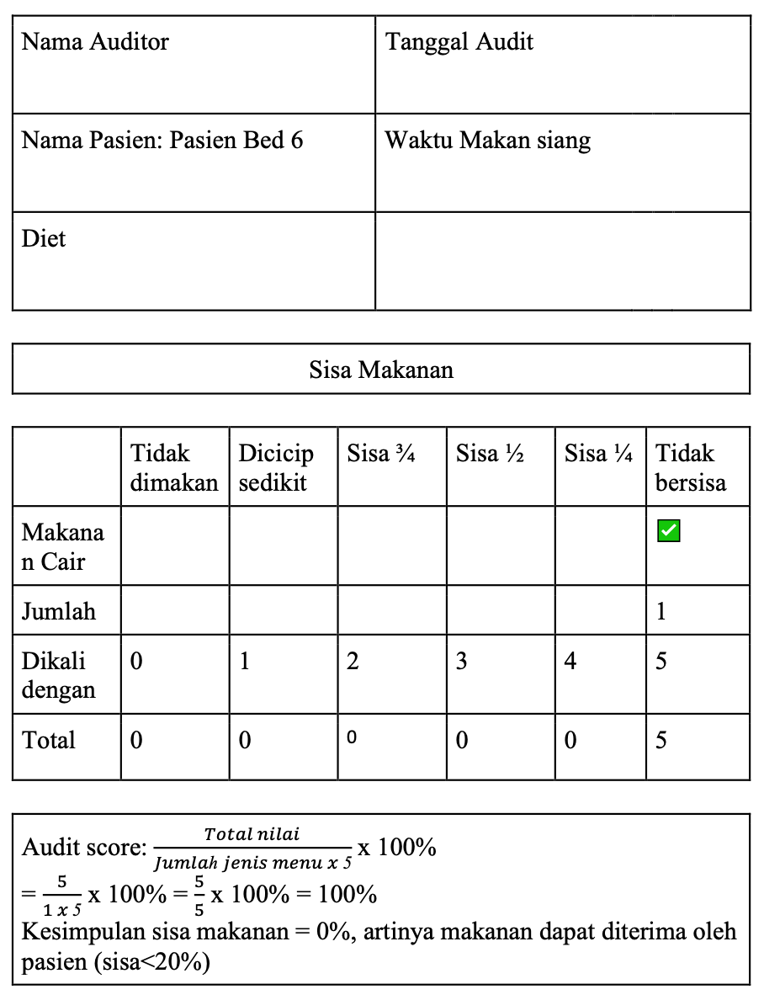 Nama Auditor
Tanggal Audit
Nama Pasien: Pasien Bed 6
Waktu Makan siang
Diet
Sisa Makanan
Tidak dimakan
Dicicip sedikit
Sisa ¾
Sisa ½
Sisa ¼
Tidak bersisa
Makana
n Cair
✅
Jumlah
1
Dikali
dengan
0
1
2
3
4
5
Total
0
0
0
0
0
5
Audit score: Total nilai / Jumlah jenis menu x 5 x 100%
= 5 / 1 x 5 x 100% = 5 / 5 x 100% = 100%
Kesimpulan sisa makanan = 0%, artinya makanan dapat diterima oleh
pasien (sisa<20%)